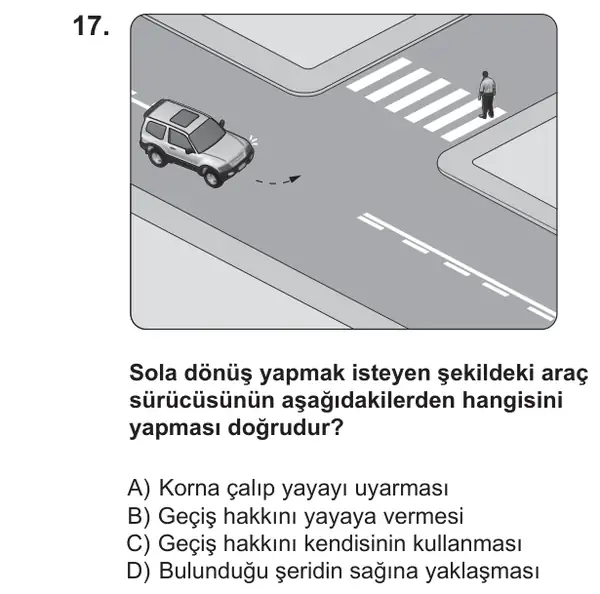 17.
Sola dönüş yapmak isteyen şekildeki araç
sürücüsünün aşağıdakilerden hangisini
yapması doğrudur?
A) Korna çalıp yayayı uyarması
B) Geçiş hakkını yayaya vermesi
C) Geçiş hakkını kendisinin kullanması
D) Bulunduğu şeridin sağına yaklaşması